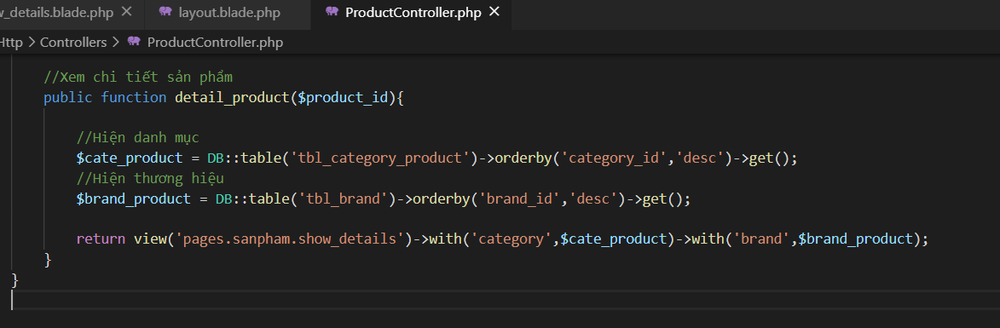 w_details.blade.php
layout.blade.php
ProductController.php
Http > Controllers > ProductController.php
//Xem chi tiết sản phẩm
public function detail_product($product_id){
//Hiện danh mục
$cate_product = DB::table('tbl_category_product')->orderby('category_id','desc')->get();
//Hiện thương hiệu
$brand_product = DB::table('tbl_brand')->orderby('brand_id','desc')->get();
return view('pages.sanpham.show_details')->with('category',$cate_product)->with('brand',$brand_product);
}
}